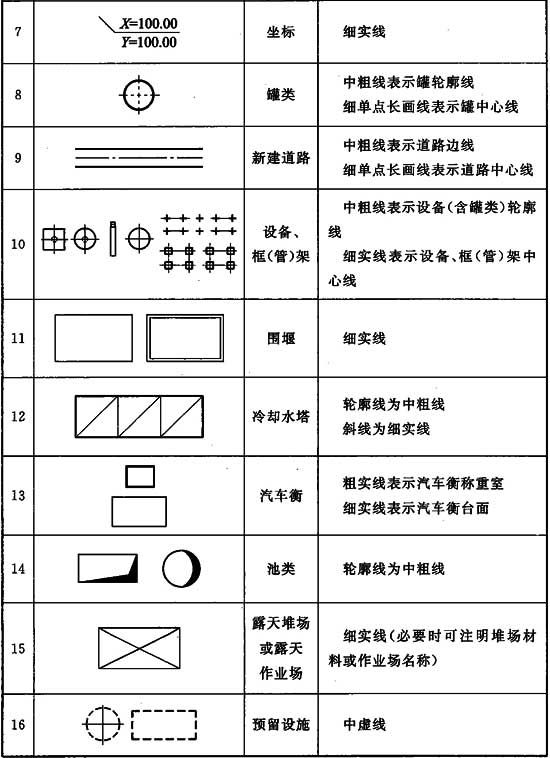 7
X=100.00
Y=100.00
坐标
细实线
8
罐类
中粗线表示罐轮廓线
细单点长画线表示罐中心线
9
新建道路
中粗线表示道路边线
细单点长画线表示道路中心线
10
设备、
框(管)架
中粗线表示设备(含罐类)轮廓
线
细实线表示设备、框(管)架中
心线
11
围堰
细实线
12
冷却水塔
轮廓线为中粗线
斜线为细实线
13
汽车衡
粗实线表示汽车衡称重室
细实线表示汽车衡台面
14
池类
轮廓线为中粗线
15
露天堆场
或露天
作业场
细实线(必要时可注明堆场材
料或作业场名称)
16
预留设施
中虚线